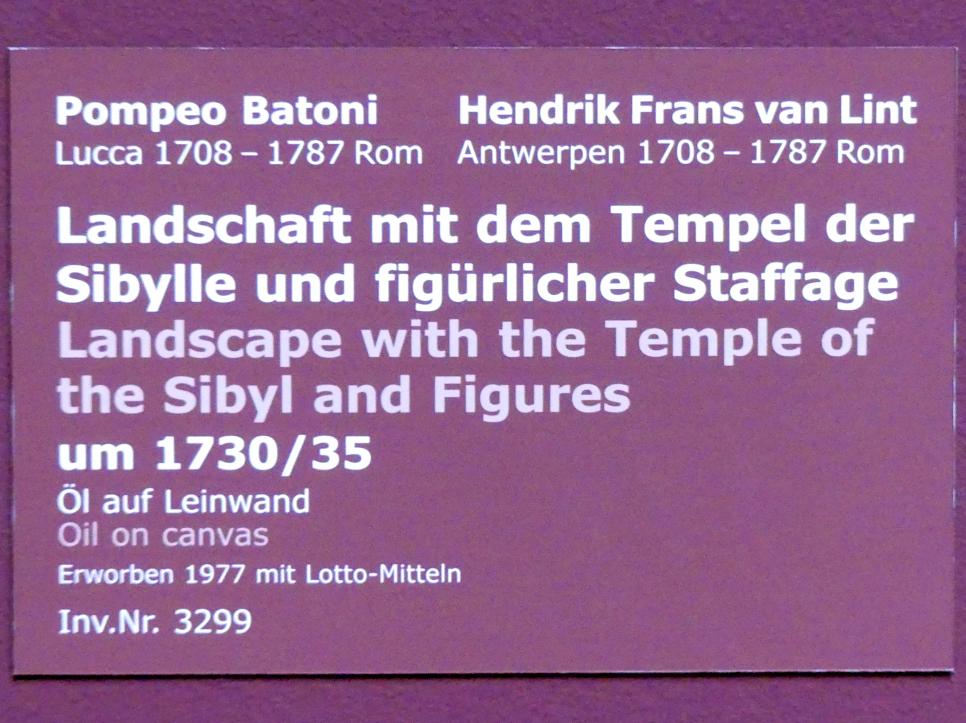 Pompeo Batoni
Lucca 1708 – 1787 Rom
Hendrik Frans van Lint
Antwerpen 1708 – 1787 Rom
Landschaft mit dem Tempel der
Sibylle und figürlicher Staffage
Landscape with the Temple of
the Sibyl and Figures
um 1730/35
Öl auf Leinwand
Oil on canvas
Erworben 1977 mit Lotto-Mitteln
Inv.Nr. 3299